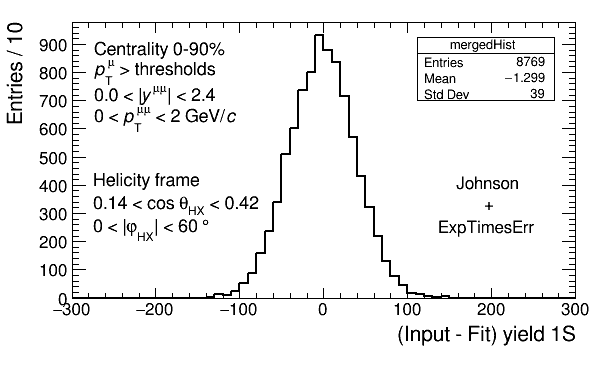 Entries / 10
900
800
700
600
500
400
300
200
100
0
−300 −200 −100 0 100 200 300
(Input - Fit) yield 1S
Centrality 0-90%
p_T^μ > thresholds
0.0 < |y^μμ| < 2.4
0 < p_T^μμ < 2 GeV/c
Helicity frame
0.14 < cos θ_HX < 0.42
0 < |φ_HX| < 60 °
mergedHist
Entries 8769
Mean −1.299
Std Dev 39
Johnson
+
ExpTimesErr